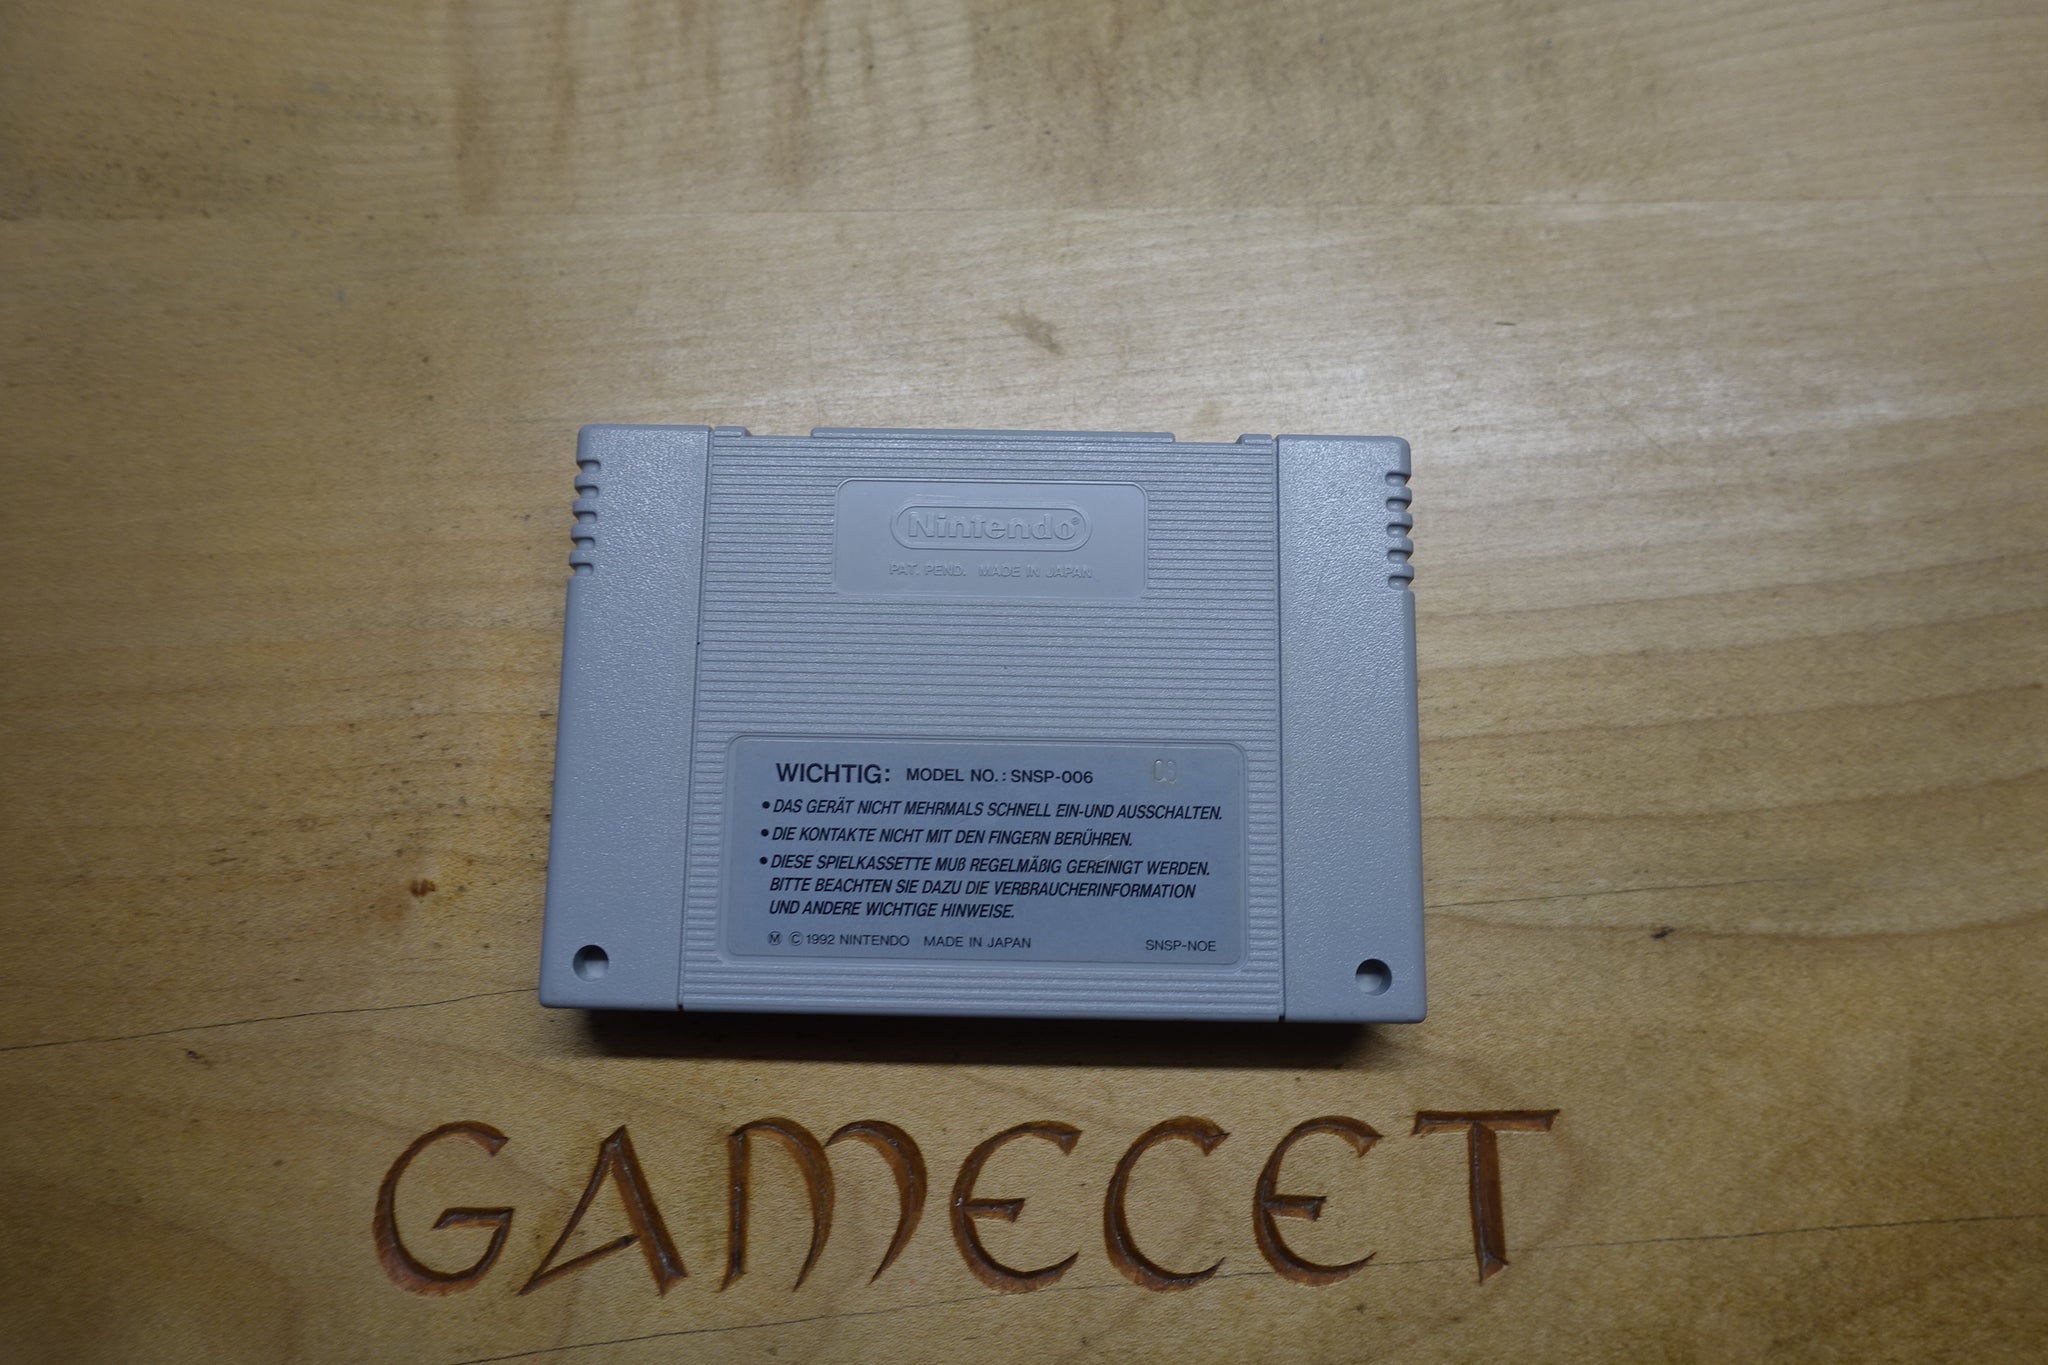 Nintendo®
PAT. PEND. MADE IN JAPAN
WICHTIG: MODEL NO.: SNSP-006 03
• DAS GERÄT NICHT MEHRMALS SCHNELL EIN-UND AUSSCHALTEN.
• DIE KONTAKTE NICHT MIT DEN FINGERN BERÜHREN.
• DIESE SPIELKASSETTE MUß REGELMÄßIG GEREINIGT WERDEN.
BITTE BEACHTEN SIE DAZU DIE VERBRAUCHERINFORMATION
UND ANDERE WICHTIGE HINWEISE.
Ⓜ © 1992 NINTENDO MADE IN JAPAN SNSP-NOE
GAMECET